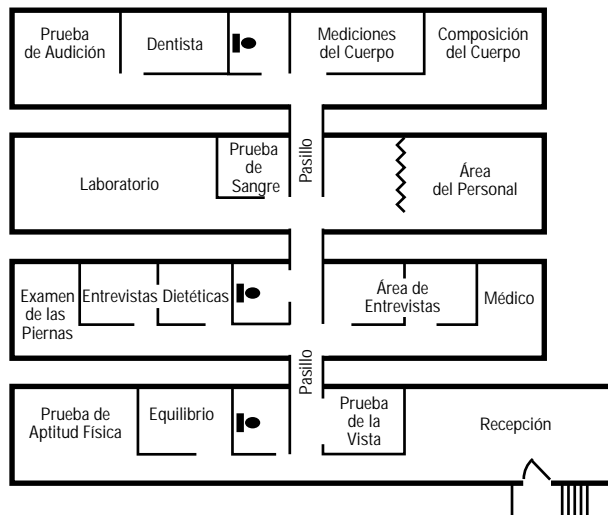 Prueba
de Audición
Dentista
Mediciones
del Cuerpo
Composición
del Cuerpo
Laboratorio
Prueba
de
Sangre
Pasillo
Área
del Personal
Examen
de las
Piernas
Entrevistas Dietéticas
Área de
Entrevistas
Médico
Pasillo
Prueba de
Aptitud Física
Equilibrio
Prueba
de la
Vista
Recepción